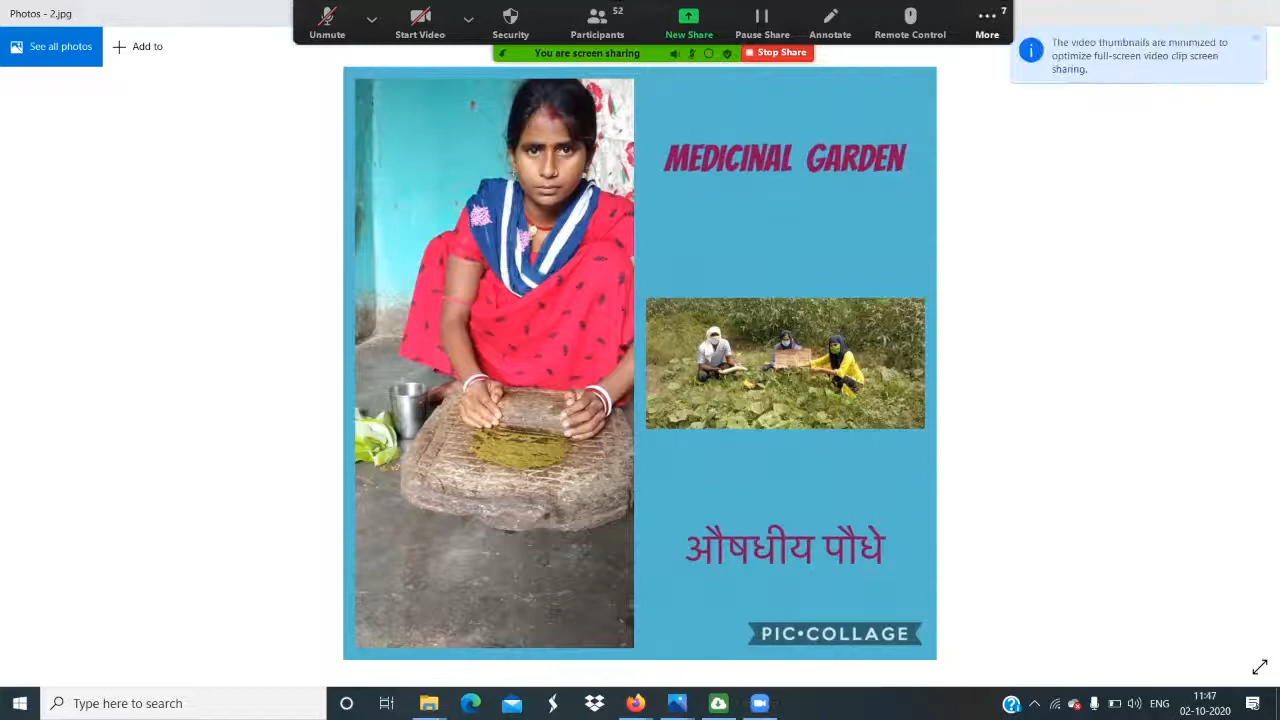 Photos - 2.jpg
See all photos
Add to
Unmute
Start Video
Security
52
Participants
New Share
Pause Share
Annotate
Remote Control
7
More
You are screen sharing
Stop Share
The video thumbnails are minimized to
optimize full-screen video clip screen
sharing.
MEDICINAL GARDEN
औषधीय पौधे
PIC•COLLAGE
Type here to search
ENG
11:47
02-10-2020